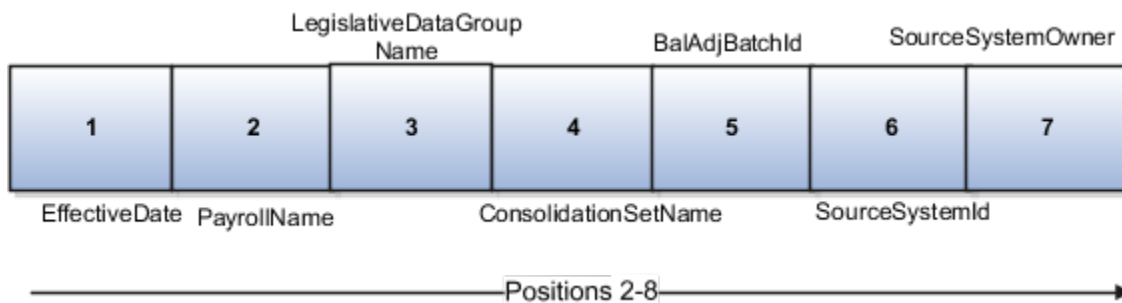 LegislativeDataGroup
Name
BalAdjBatchId
SourceSystemOwner
1
2
3
4
5
6
7
EffectiveDate
PayrollName
ConsolidationSetName
SourceSystemId
Positions 2-8